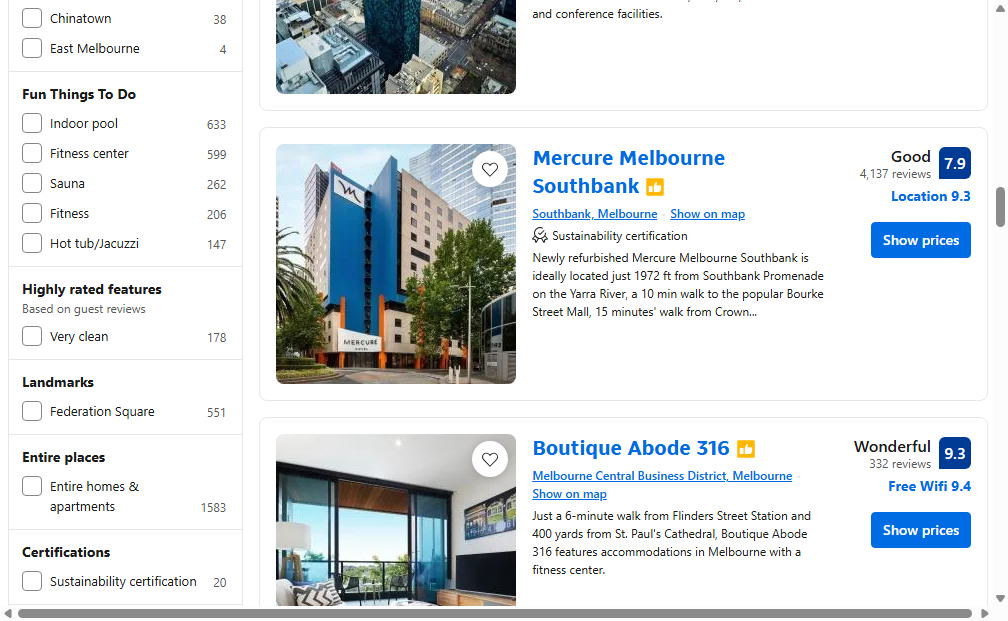 Chinatown 38
East Melbourne 4
Fun Things To Do
Indoor pool 633
Fitness center 599
Sauna 262
Fitness 206
Hot tub/Jacuzzi 147
Highly rated features
Based on guest reviews
Very clean 178
Landmarks
Federation Square 551
Entire places
Entire homes &
apartments 1583
Certifications
Sustainability certification 20
and conference facilities.
MERCURE
Mercure Melbourne
Southbank
Southbank, Melbourne · Show on map
Sustainability certification
Newly refurbished Mercure Melbourne Southbank is
ideally located just 1972 ft from Southbank Promenade
on the Yarra River, a 10 min walk to the popular Bourke
Street Mall, 15 minutes' walk from Crown...
Good 7.9
4,137 reviews
Location 9.3
Show prices
Boutique Abode 316
Melbourne Central Business District, Melbourne ·
Show on map
Just a 6-minute walk from Flinders Street Station and
400 yards from St. Paul's Cathedral, Boutique Abode
316 features accommodations in Melbourne with a
fitness center.
Wonderful 9.3
332 reviews
Free Wifi 9.4
Show prices